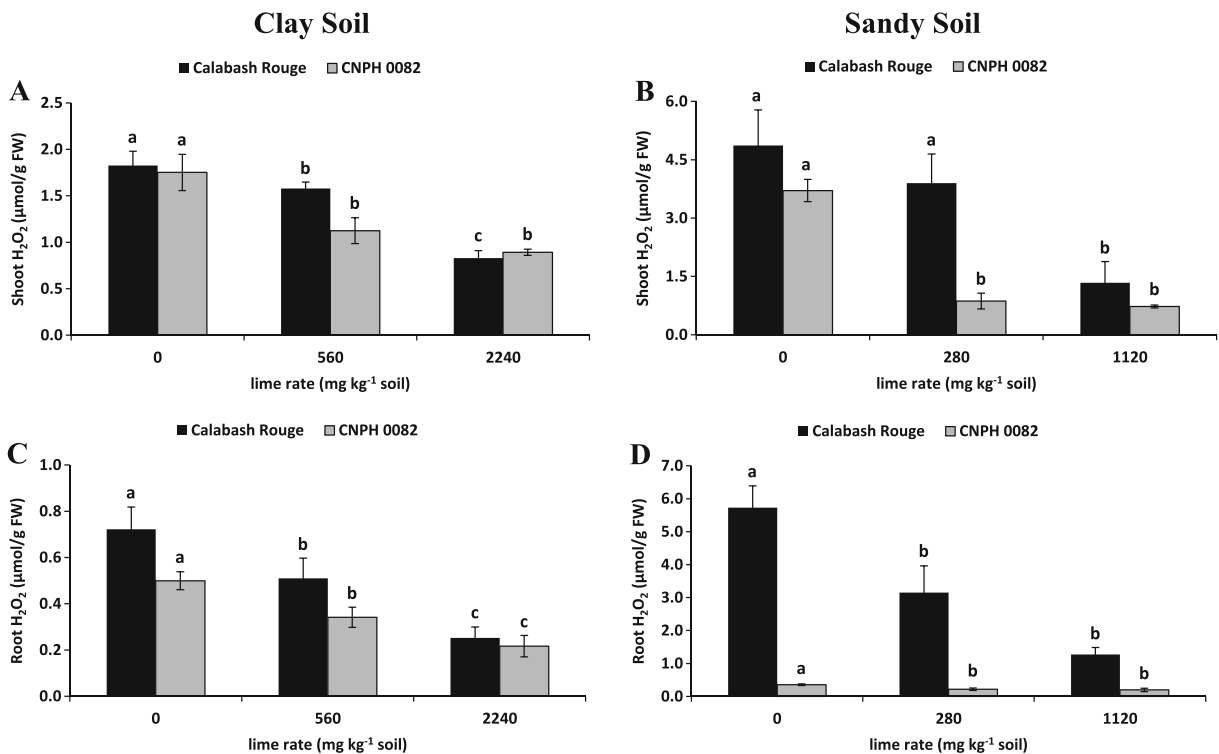 Clay Soil
Sandy Soil
A
■ Calabash Rouge ■ CNPH 0082
Shoot H₂O₂ (μmol/g FW)
2.5
2.0
1.5
1.0
0.5
0.0
a a
b b
c b
0 560 2240
lime rate (mg kg⁻¹ soil)
B
■ Calabash Rouge ■ CNPH 0082
Shoot H₂O₂ (μmol/g FW)
6.0
4.5
3.0
1.5
0.0
a a
a b
b b
0 280 1120
lime rate (mg kg⁻¹ soil)
C
■ Calabash Rouge ■ CNPH 0082
Root H₂O₂ (μmol/g FW)
1.0
0.8
0.6
0.4
0.2
0.0
a a
b b
c c
0 560 2240
lime rate (mg kg⁻¹ soil)
D
■ Calabash Rouge ■ CNPH 0082
Root H₂O₂ (μmol/g FW)
7.0
6.0
5.0
4.0
3.0
2.0
1.0
0.0
a a
b b
b b
0 280 1120
lime rate (mg kg⁻¹ soil)